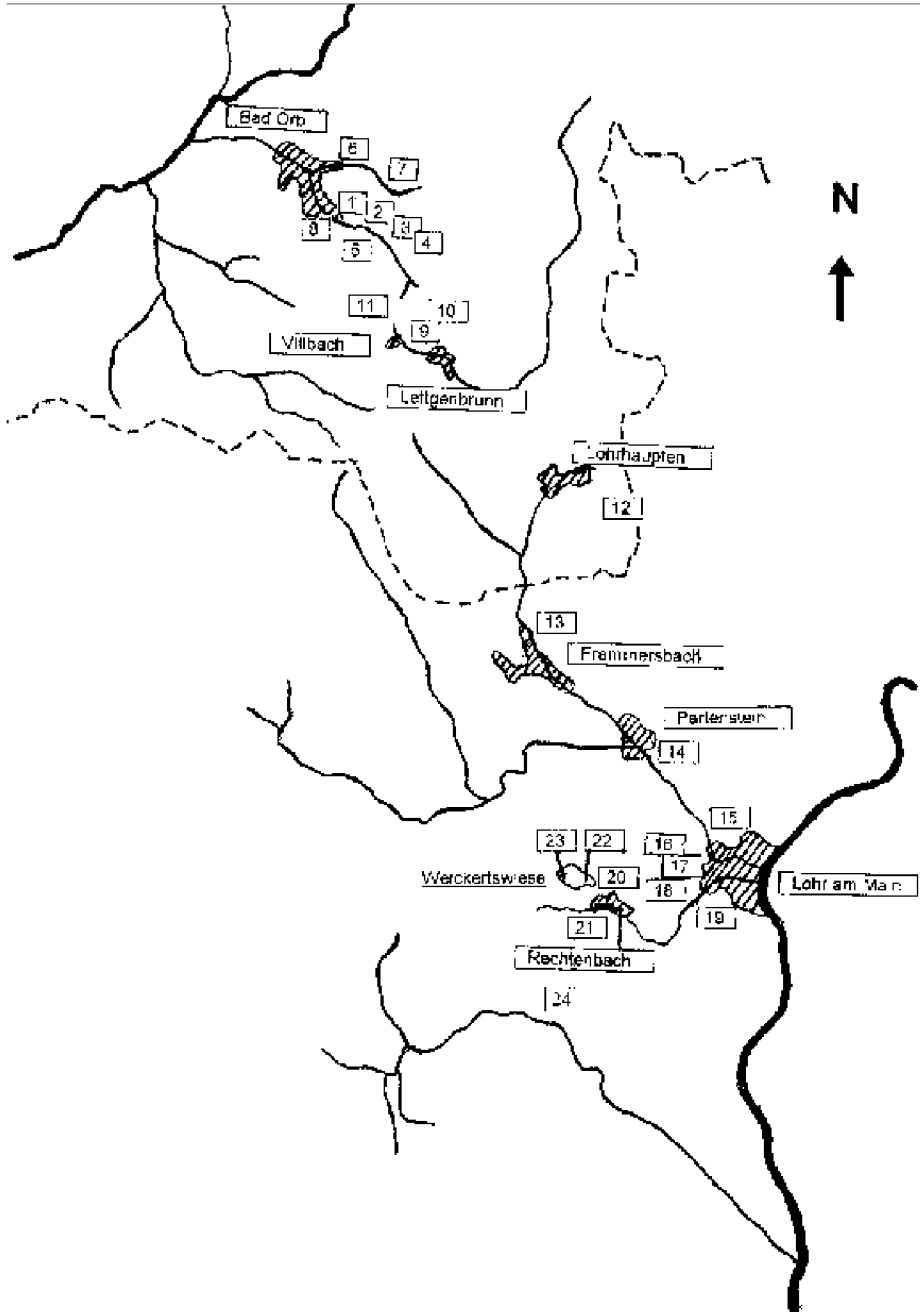 Bad Orb
6
7
N
1
2
8
3
5
4
11
10
9
Villbach
Lettgenbrunn
Lohrhaupten
12
13
Frammersbach
Partenstein
14
15
23
22
16
17
Werckertswiese
20
18
Lohr am Main
21
19
Rechtenbach
24